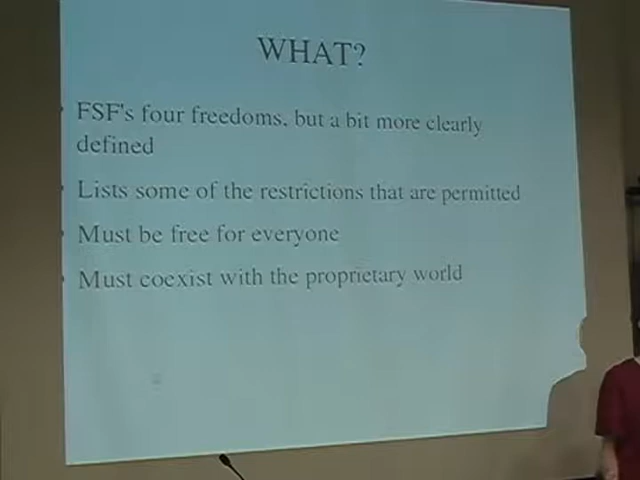 WHAT?
FSF's four freedoms, but a bit more clearly
defined
Lists some of the restrictions that are permitted
Must be free for everyone
Must coexist with the proprietary world